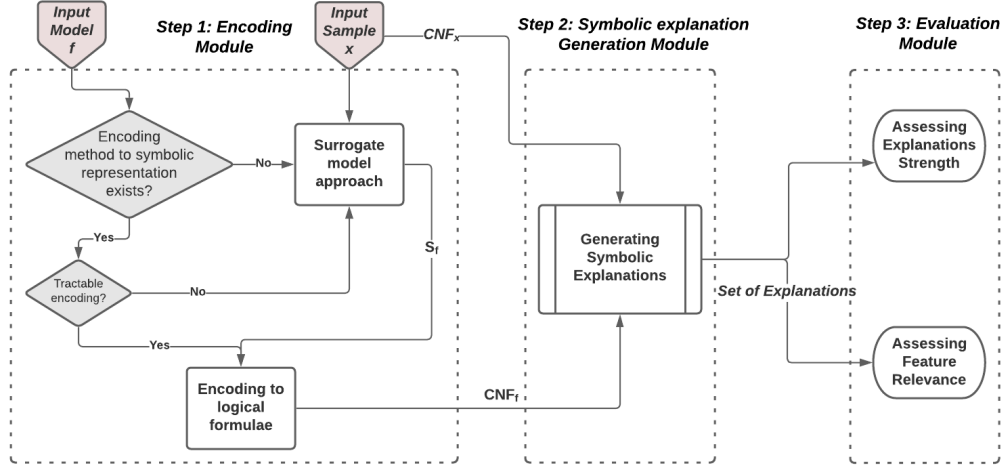 Input
Model
f
Step 1: Encoding
Module
Input
Sample
x
CNFₓ
Step 2: Symbolic explanation
Generation Module
Step 3: Evaluation
Module
Encoding
method to symbolic
representation
exists?
No
Surrogate
model
approach
Assessing
Explanations
Strength
Yes
S_f
Generating
Symbolic
Explanations
Tractable
encoding?
No
Set of Explanations
Yes
Encoding to
logical
formulae
CNF_f
Assessing
Feature
Relevance